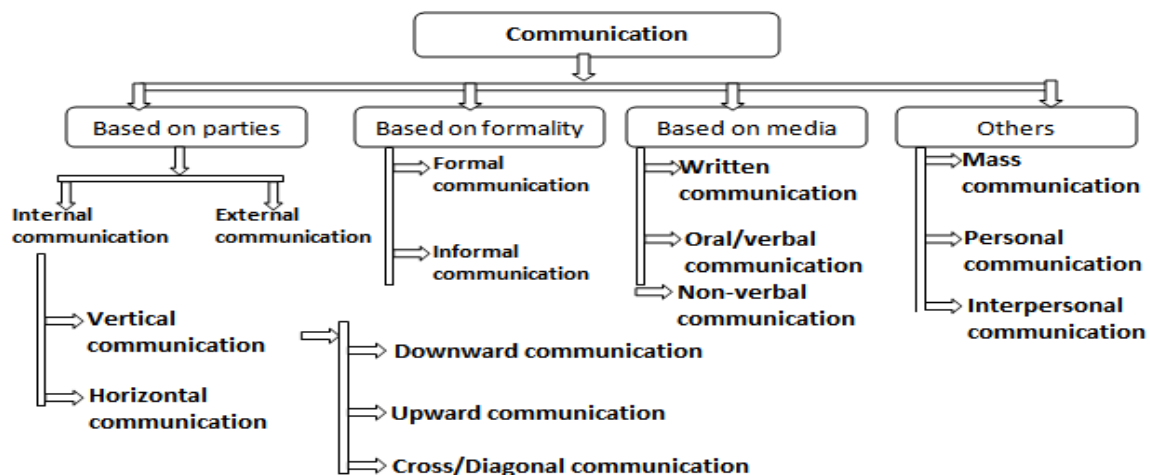 Communication
Based on parties
Based on formality
Based on media
Others
Internal
communication
External
communication
Vertical
communication
Horizontal
communication
Downward communication
Upward communication
Cross/Diagonal communication
Formal
communication
Informal
communication
Written
communication
Oral/verbal
communication
Non-verbal
communication
Mass
communication
Personal
communication
Interpersonal
communication